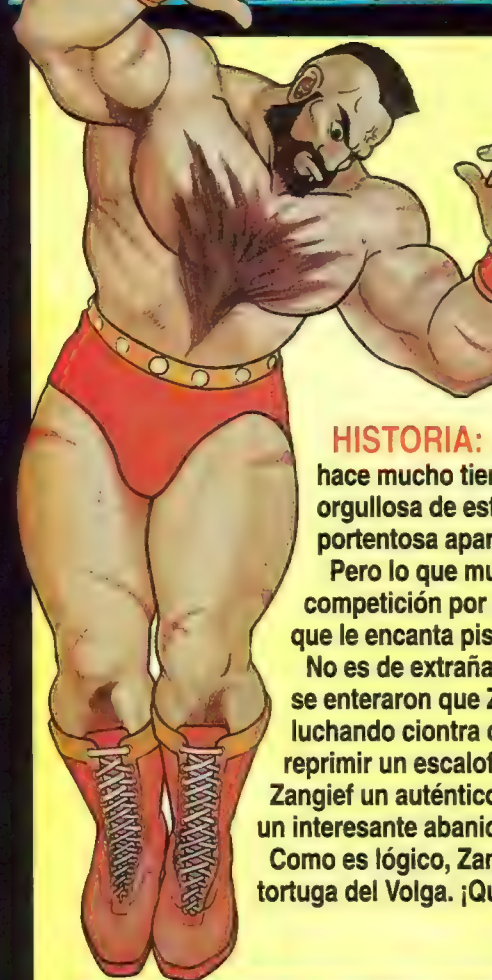 HISTORIA:
hace mucho tien
orgullosa de est
portentosa apar
Pero lo que mu
competición por
que le encanta pis
No es de extraña
se enteraron que Z
luchando ciontra
reprimir un escalof
Zangief un auténtico
un interesante abanic
Como es lógico, Zar
tortuga del Volga. ¡Qu